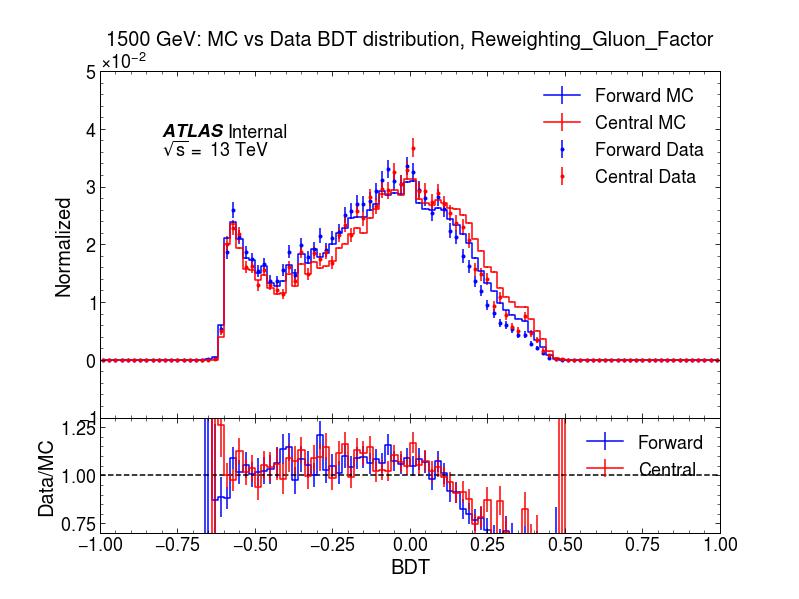 1500 GeV: MC vs Data BDT distribution, Reweighting_Gluon_Factor
×10⁻²
5
4
3
2
1
0
−1
Normalized
ATLAS Internal
√s = 13 TeV
Forward MC
Central MC
Forward Data
Central Data
1.25
1.00
0.75
Data/MC
Forward
Central
−1.00 −0.75 −0.50 −0.25 0.00 0.25 0.50 0.75 1.00
BDT